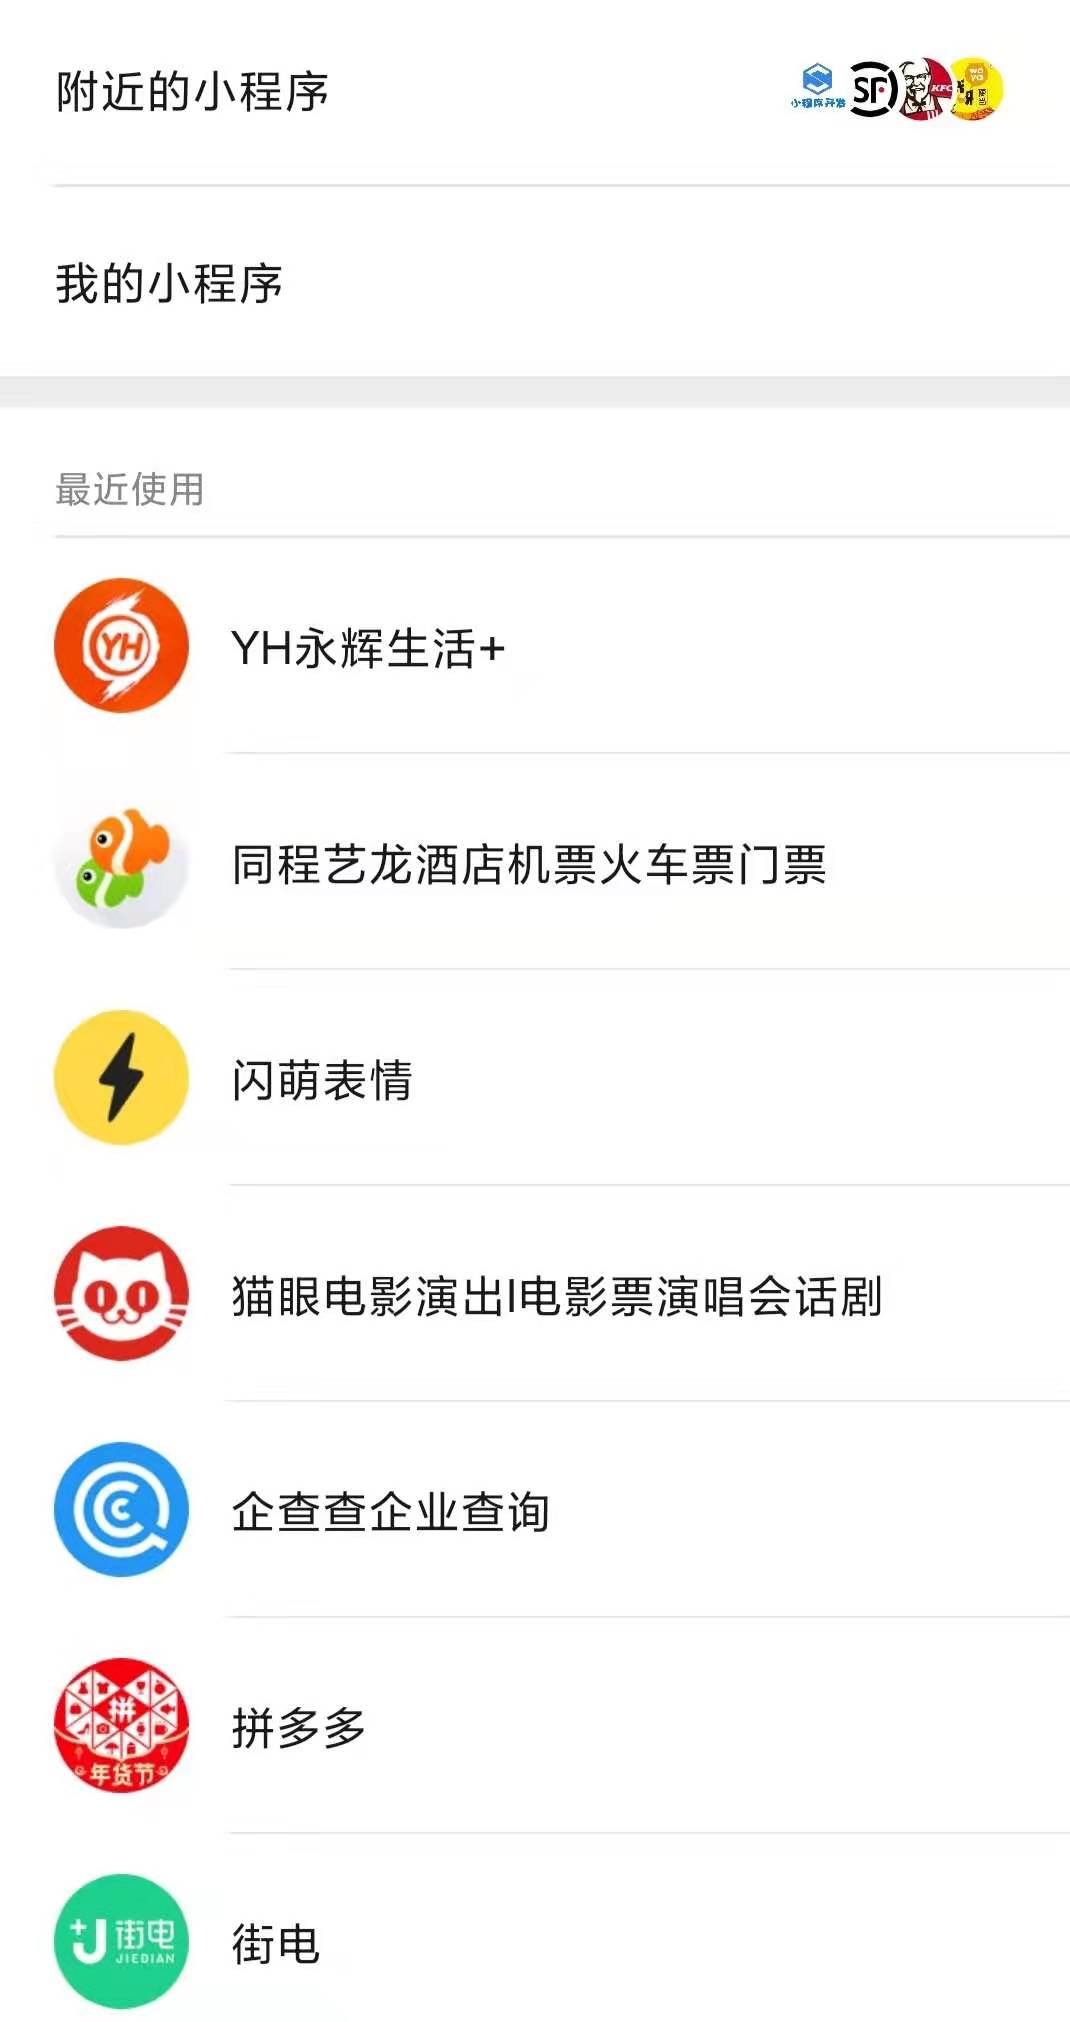 附近的小程序
小程序开发
SF
KFC
我的小程序
最近使用
YH
YH永辉生活+
同程艺龙酒店机票火车票门票
闪萌表情
猫眼电影演出|电影票演唱会话剧
企查查企业查询
拼
年货节
拼多多
街电
JIEDIAN
街电